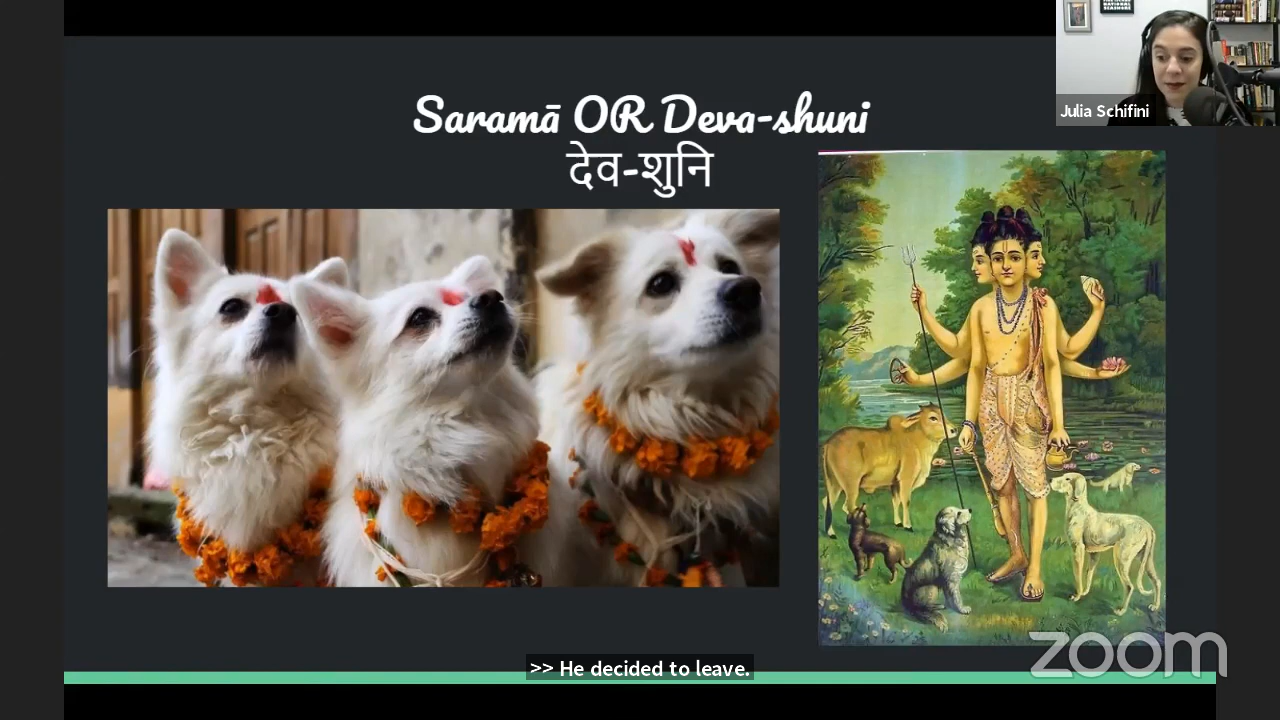 Saramā OR Deva-shuni
देव-शुनि
Julia Schifini
>> He decided to leave.
zoom